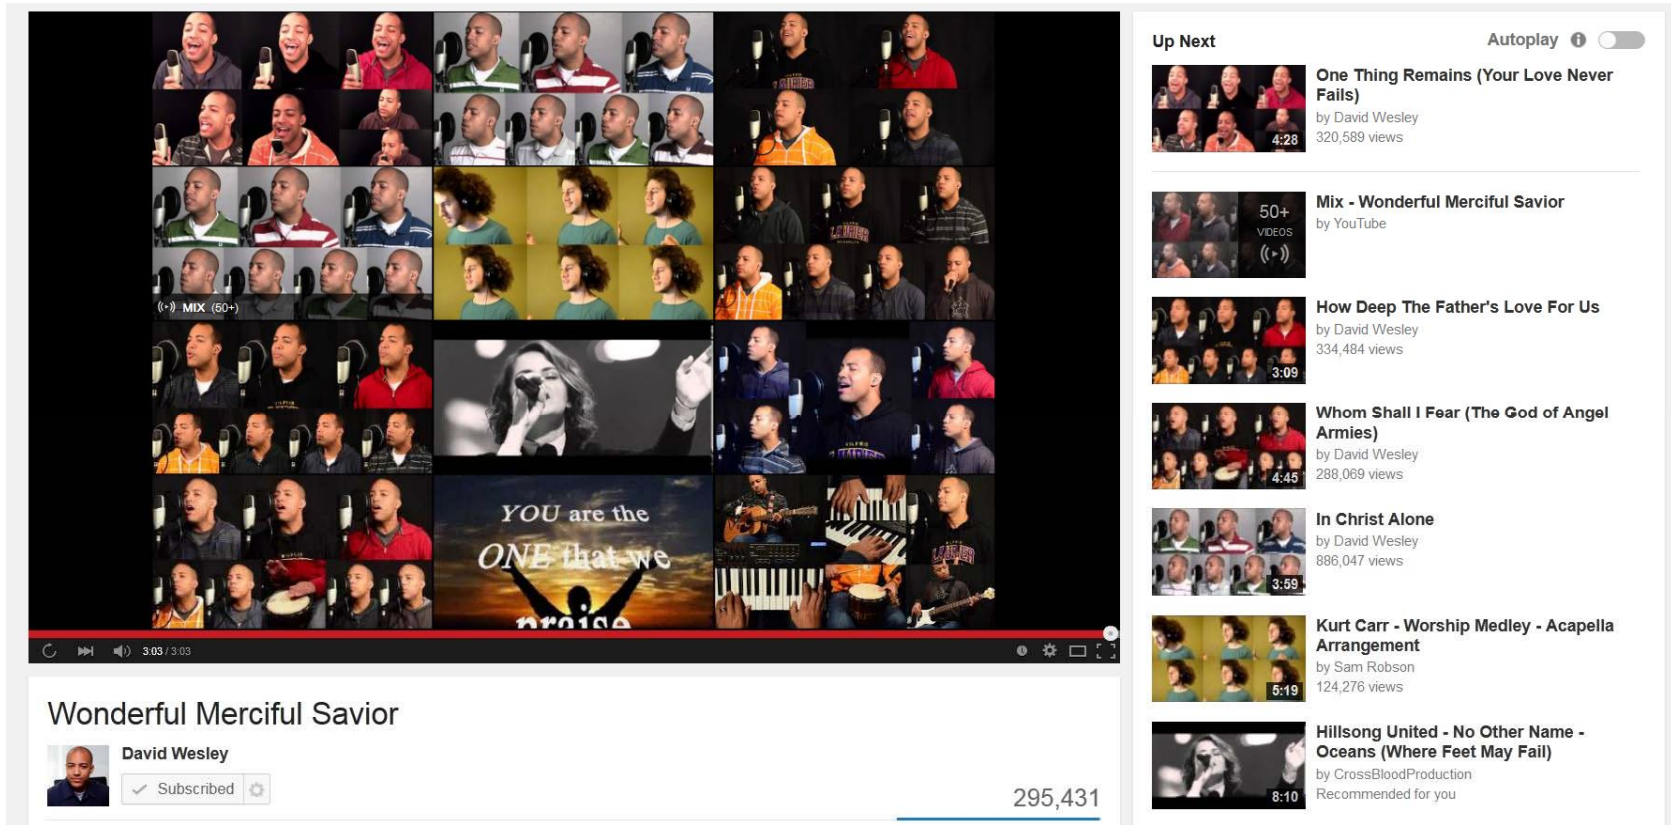 ((·)) MIX (50+)
YOU are the
ONE that we
praise
3:03 / 3:03
Wonderful Merciful Savior
David Wesley
Subscribed
295,431
Up Next
Autoplay
One Thing Remains (Your Love Never
Fails)
by David Wesley
320,589 views
4:28
Mix - Wonderful Merciful Savior
by YouTube
50+
VIDEOS
How Deep The Father's Love For Us
by David Wesley
334,484 views
3:09
Whom Shall I Fear (The God of Angel
Armies)
by David Wesley
288,069 views
4:45
In Christ Alone
by David Wesley
886,047 views
3:59
Kurt Carr - Worship Medley - Acapella
Arrangement
by Sam Robson
124,276 views
5:19
Hillsong United - No Other Name -
Oceans (Where Feet May Fail)
by CrossBloodProduction
Recommended for you
8:10